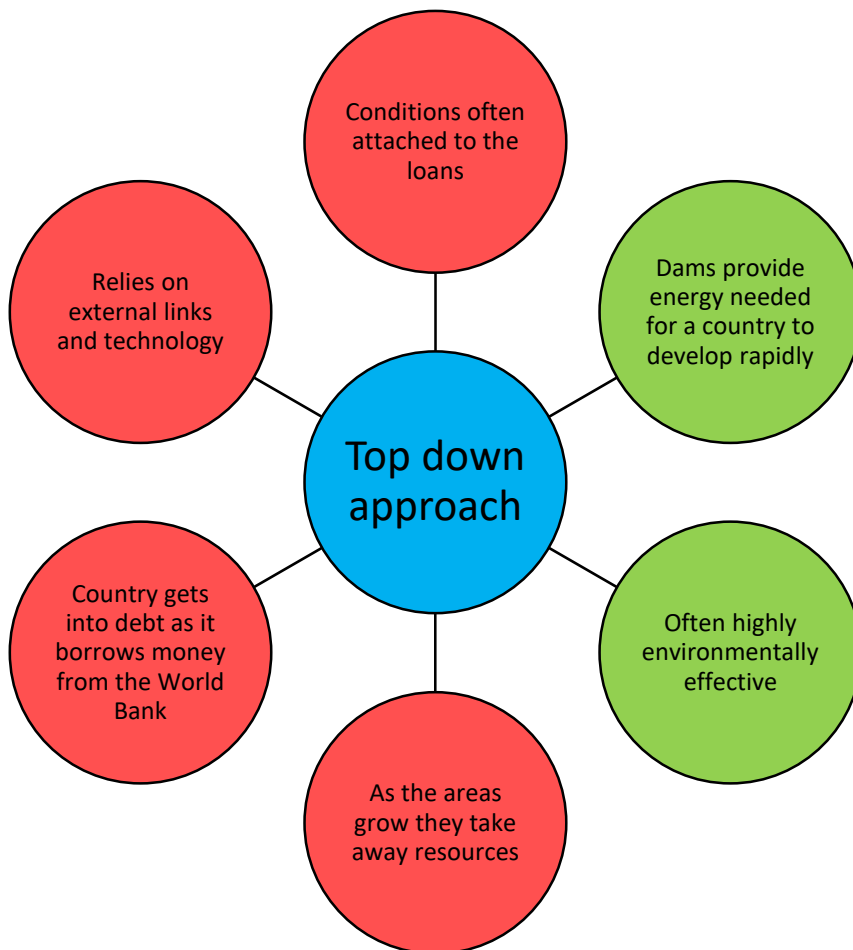 Conditions often
attached to the
loans
Dams provide
energy needed
for a country to
develop rapidly
Relies on
external links
and technology
Top down
approach
Country gets
into debt as it
borrows money
from the World
Bank
Often highly
environmentally
effective
As the areas
grow they take
away resources